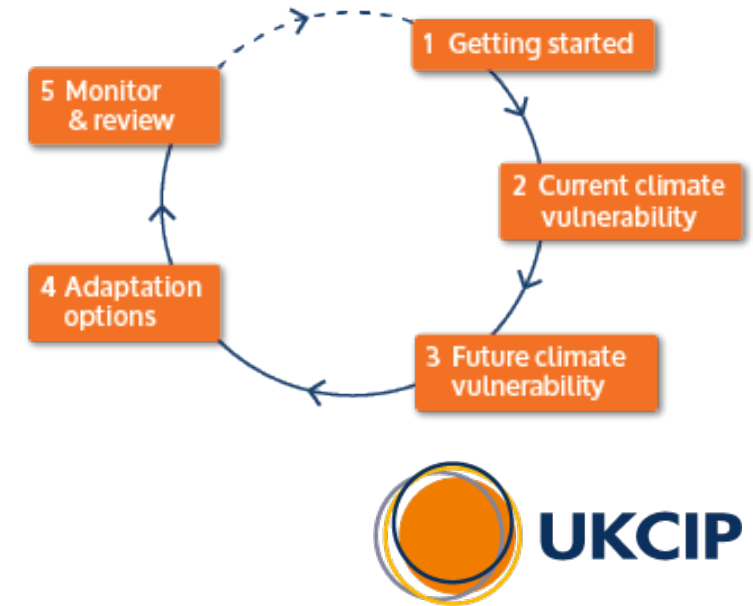 1 Getting started
2 Current climate
vulnerability
3 Future climate
vulnerability
4 Adaptation
options
5 Monitor
& review
UKCIP